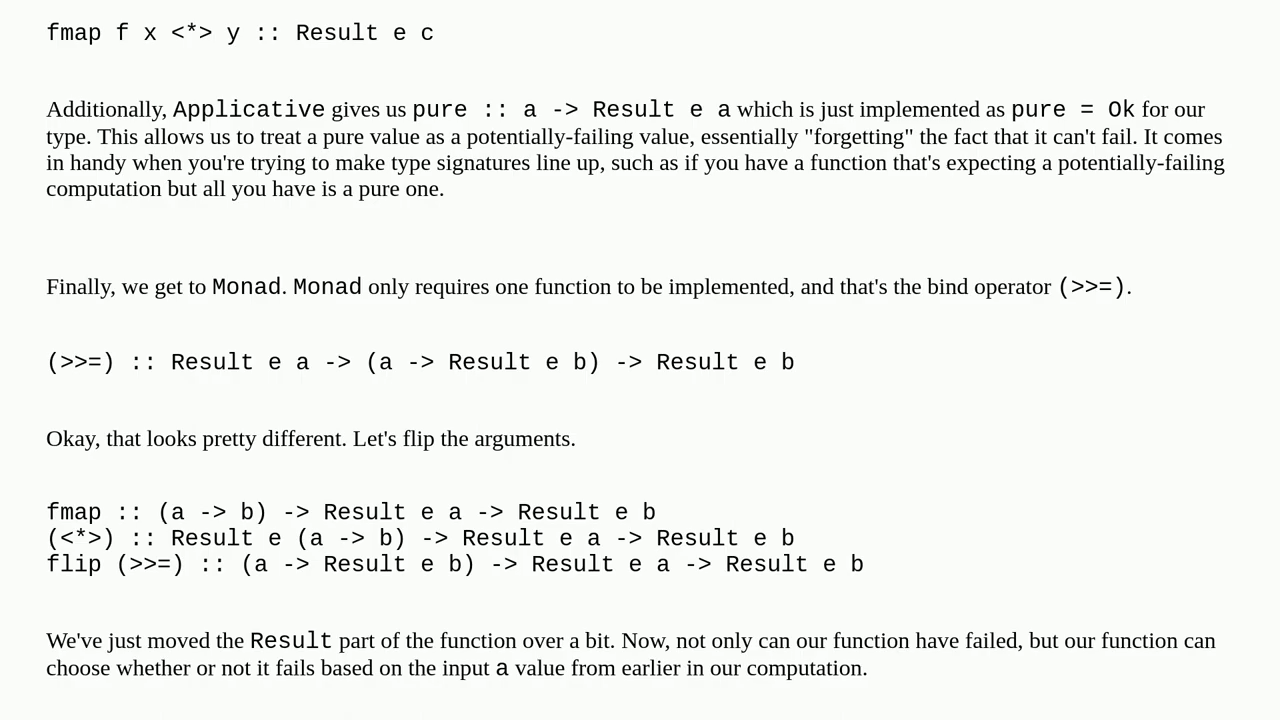 fmap f x <*> y :: Result e c
Additionally, Applicative gives us pure :: a -> Result e a which is just implemented as pure = Ok for our
type. This allows us to treat a pure value as a potentially-failing value, essentially "forgetting" the fact that it can't fail. It comes
in handy when you're trying to make type signatures line up, such as if you have a function that's expecting a potentially-failing
computation but all you have is a pure one.
Finally, we get to Monad. Monad only requires one function to be implemented, and that's the bind operator (>>=).
(>>=) :: Result e a -> (a -> Result e b) -> Result e b
Okay, that looks pretty different. Let's flip the arguments.
fmap :: (a -> b) -> Result e a -> Result e b
(<*>) :: Result e (a -> b) -> Result e a -> Result e b
flip (>>=) :: (a -> Result e b) -> Result e a -> Result e b
We've just moved the Result part of the function over a bit. Now, not only can our function have failed, but our function can
choose whether or not it fails based on the input a value from earlier in our computation.